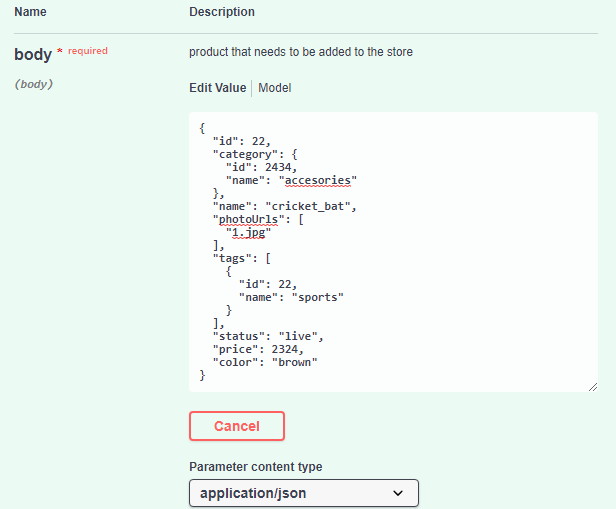 Name Description
body * required product that needs to be added to the store
(body)
Edit Value Model
{
  "id": 22,
  "category": {
    "id": 2434,
    "name": "accesories"
  },
  "name": "cricket_bat",
  "photoUrls": [
    "1.jpg"
  ],
  "tags": [
    {
      "id": 22,
      "name": "sports"
    }
  ],
  "status": "live",
  "price": 2324,
  "color": "brown"
}
Cancel
Parameter content type
application/json